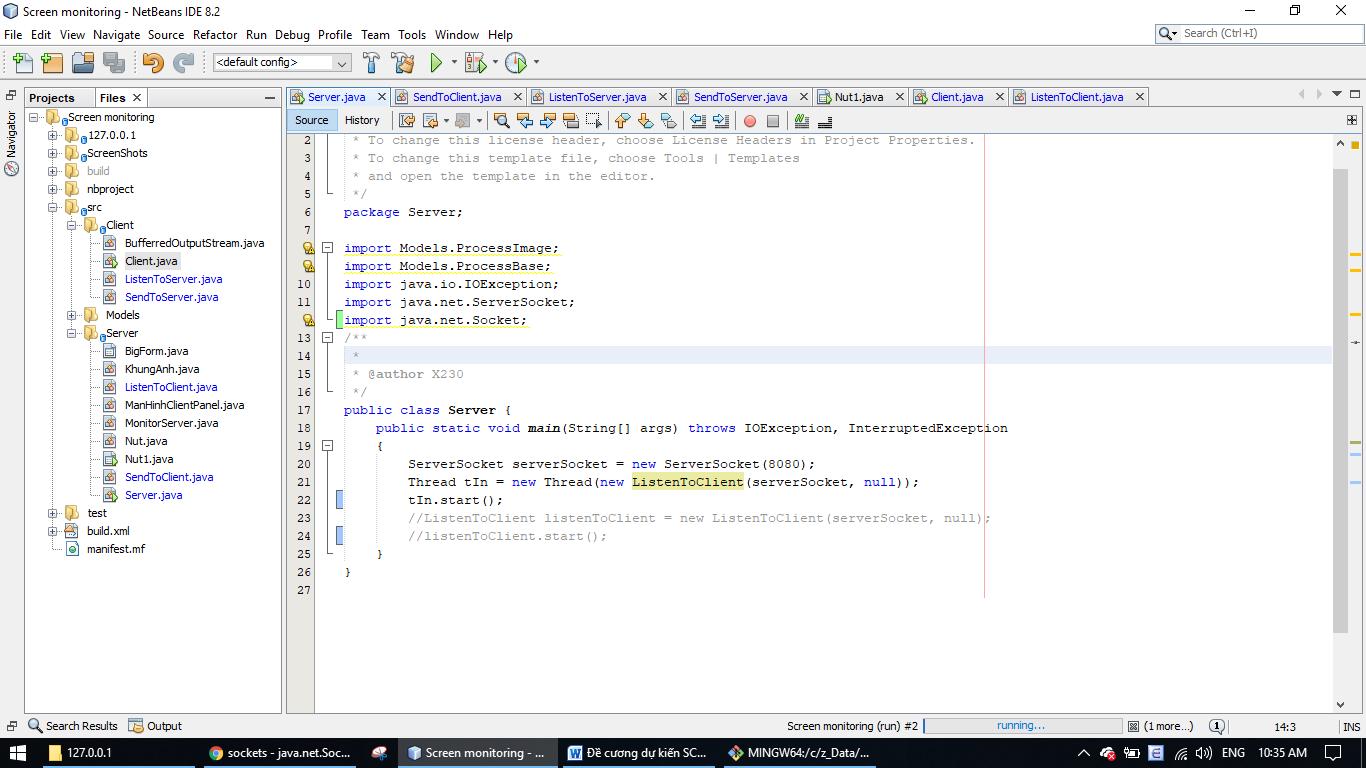 Screen monitoring - NetBeans IDE 8.2
File Edit View Navigate Source Refactor Run Debug Profile Team Tools Window Help
Search (Ctrl+I)
<default config>
Projects
Files
Navigator
Screen monitoring
127.0.0.1
ScreenShots
build
nbproject
src
Client
BufferredOutputStream.java
Client.java
ListenToServer.java
SendToServer.java
Models
Server
BigForm.java
KhungAnh.java
ListenToClient.java
ManHinhClientPanel.java
MonitorServer.java
Nut.java
Nut1.java
SendToClient.java
Server.java
test
build.xml
manifest.mf
Server.java SendToClient.java ListenToServer.java SendToServer.java Nut1.java Client.java ListenToClient.java
Source History
2 * To change this license header, choose License Headers in Project Properties.
3 * To change this template file, choose Tools | Templates
4 * and open the template in the editor.
5 */
6 package Server;
7
import Models.ProcessImage;
import Models.ProcessBase;
10 import java.io.IOException;
11 import java.net.ServerSocket;
import java.net.Socket;
13 /**
14 *
15 * @author X230
16 */
17 public class Server {
18 public static void main(String[] args) throws IOException, InterruptedException
19 {
20 ServerSocket serverSocket = new ServerSocket(8080);
21 Thread tIn = new Thread(new ListenToClient(serverSocket, null));
22 tIn.start();
23 //ListenToClient listenToClient = new ListenToClient(serverSocket, null);
24 //listenToClient.start();
25 }
26 }
27
Search Results Output
Screen monitoring (run) #2 running... (1 more...) 1 14:3 INS
127.0.0.1 sockets - java.net.Soc... Screen monitoring - ... Đề cương dự kiến SC... MINGW64:/c/z_Data/... ENG 10:35 AM